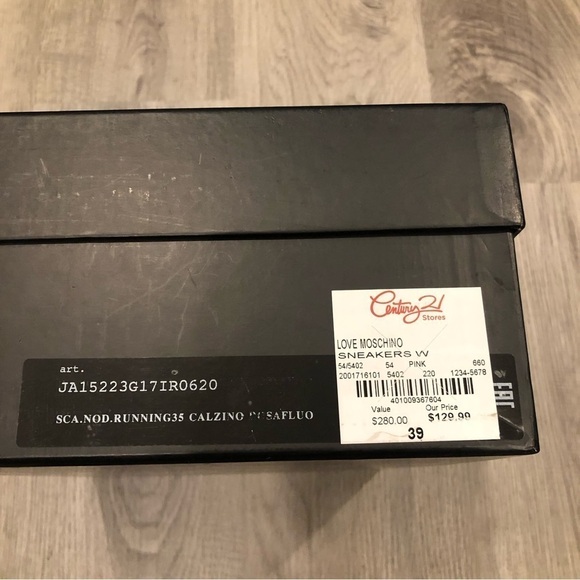 Century 21
Stores
LOVE MOSCHINO
SNEAKERS W
54/5402 54 PINK 660
2001716101 5402 220 1234-5678
401009367604
Value Our Price
$280.00 $129.99
39
art.
JA15223G17IR0620
SCA.NOD.RUNNING35 CALZINO ROSAFLUO
EAC